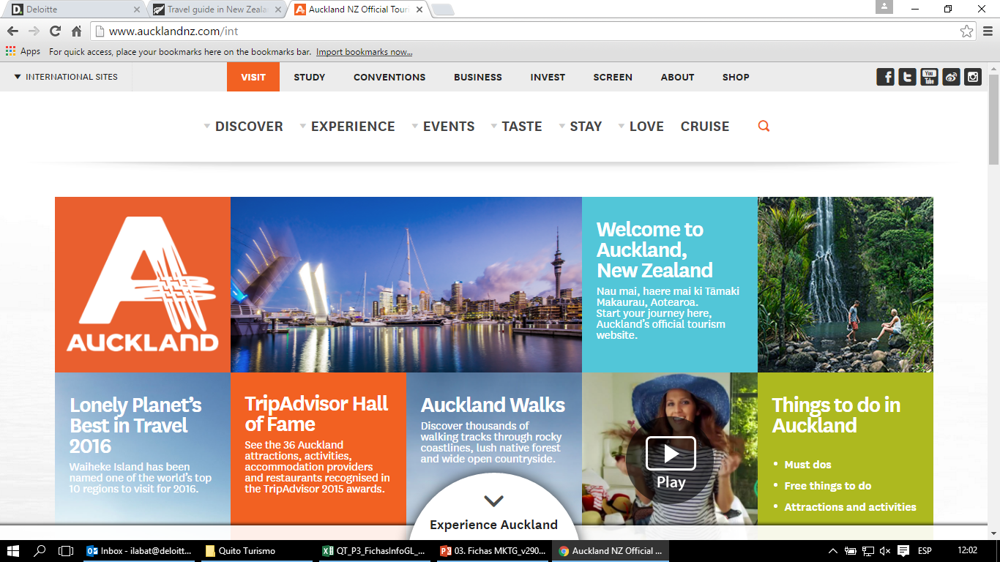 Deloitte
Travel guide in New Zeala
Auckland NZ Official Touri
www.aucklandnz.com/int
Apps
For quick access, place your bookmarks here on the bookmarks bar. Import bookmarks now...
INTERNATIONAL SITES
VISIT
STUDY
CONVENTIONS
BUSINESS
INVEST
SCREEN
ABOUT
SHOP
You
Tube
DISCOVER
EXPERIENCE
EVENTS
TASTE
STAY
LOVE
CRUISE
AUCKLAND
Welcome to
Auckland,
New Zealand
Nau mai, haere mai ki Tāmaki
Makaurau, Aotearoa.
Start your journey here,
Auckland's official tourism
website.
Lonely Planet's
Best in Travel
2016
Waiheke Island has been
named one of the world's top
10 regions to visit for 2016.
TripAdvisor Hall
of Fame
See the 36 Auckland
attractions, activities,
accommodation providers
and restaurants recognised in
the TripAdvisor 2015 awards.
Auckland Walks
Discover thousands of
walking tracks through rocky
coastlines, lush native forest
and wide open countryside.
Play
Things to do in
Auckland
• Must dos
• Free things to do
• Attractions and activities
Experience Auckland
Inbox - ilabat@deloitt...
Quito Turismo
QT_P3_FichasInfoGL_...
03. Fichas MKTG_v290...
Auckland NZ Official ...
ESP
12:02